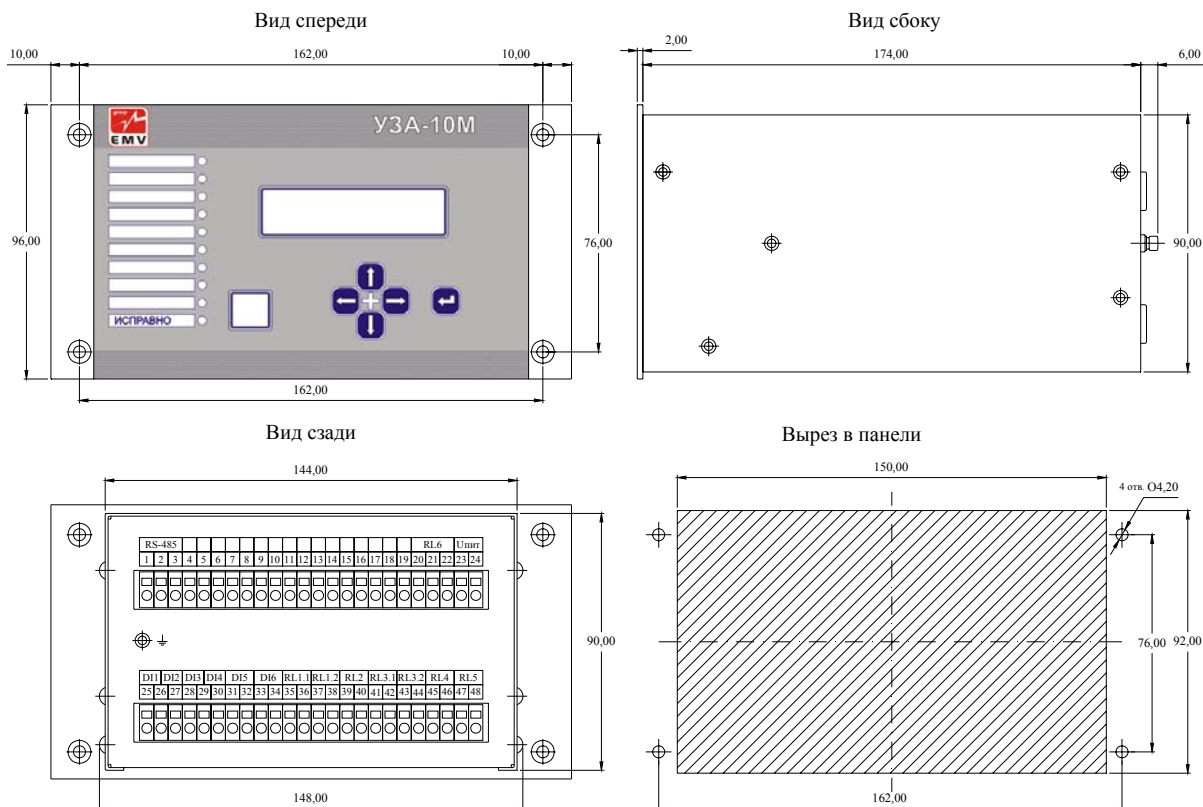 Вид спереди
10,00
162,00
10,00
96,00
76,00
EMV
УЗА-10М
ИСПРАВНО
162,00
Вид сбоку
2,00
174,00
6,00
90,00
Вид сзади
144,00
RS-485 RL6 Uпит
1 2 3 4 5 6 7 8 9 10 11 12 13 14 15 16 17 18 19 20 21 22 23 24
90,00
DI1 DI2 DI3 DI4 DI5 DI6 RL1.1 RL1.2 RL2 RL3.1 RL3.2 RL4 RL5
25 26 27 28 29 30 31 32 33 34 35 36 37 38 39 40 41 42 43 44 45 46 47 48
148,00
Вырез в панели
150,00
4 отв. O4,20
76,00
92,00
162,00